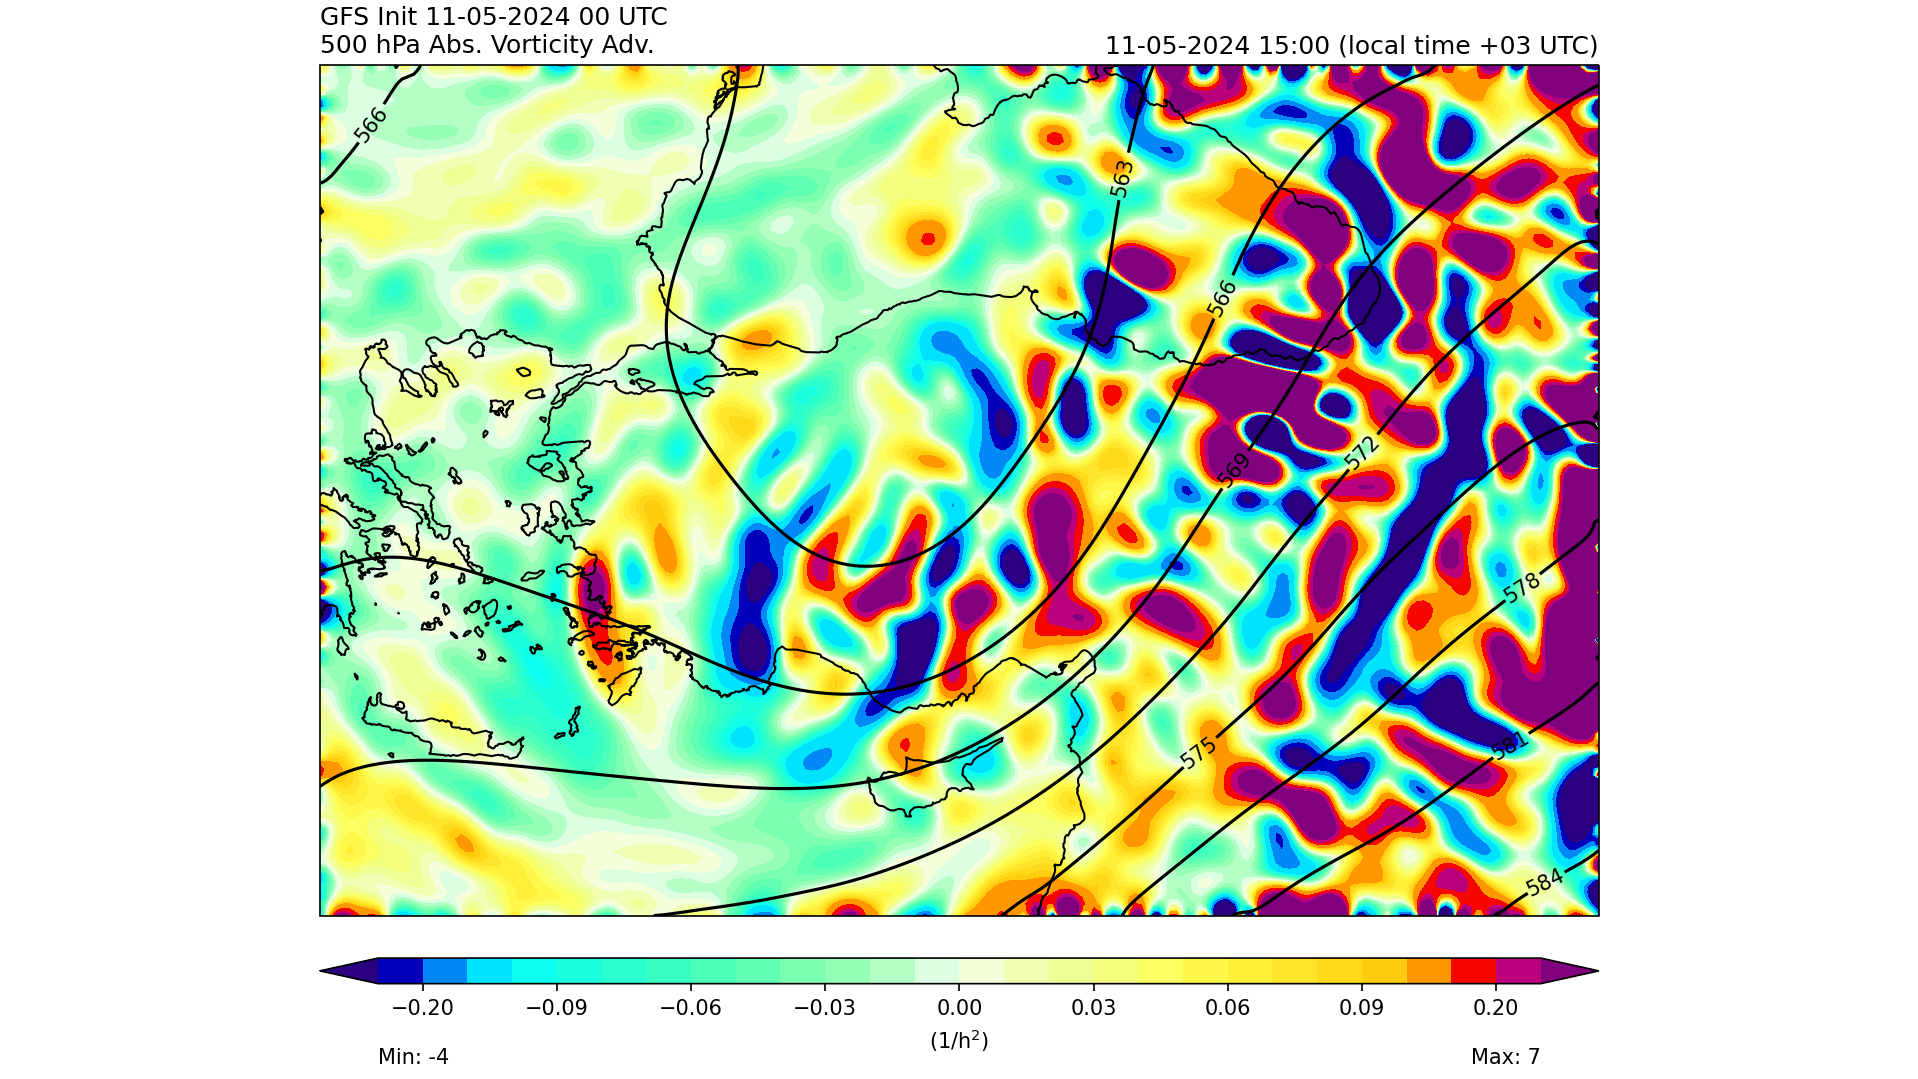 GFS Init 11-05-2024 00 UTC
500 hPa Abs. Vorticity Adv.
11-05-2024 15:00 (local time +03 UTC)
566
563
566
572
569
578
581
575
584
−0.20 −0.09 −0.06 −0.03 0.00 0.03 0.06 0.09 0.20
(1/h²)
Min: -4
Max: 7